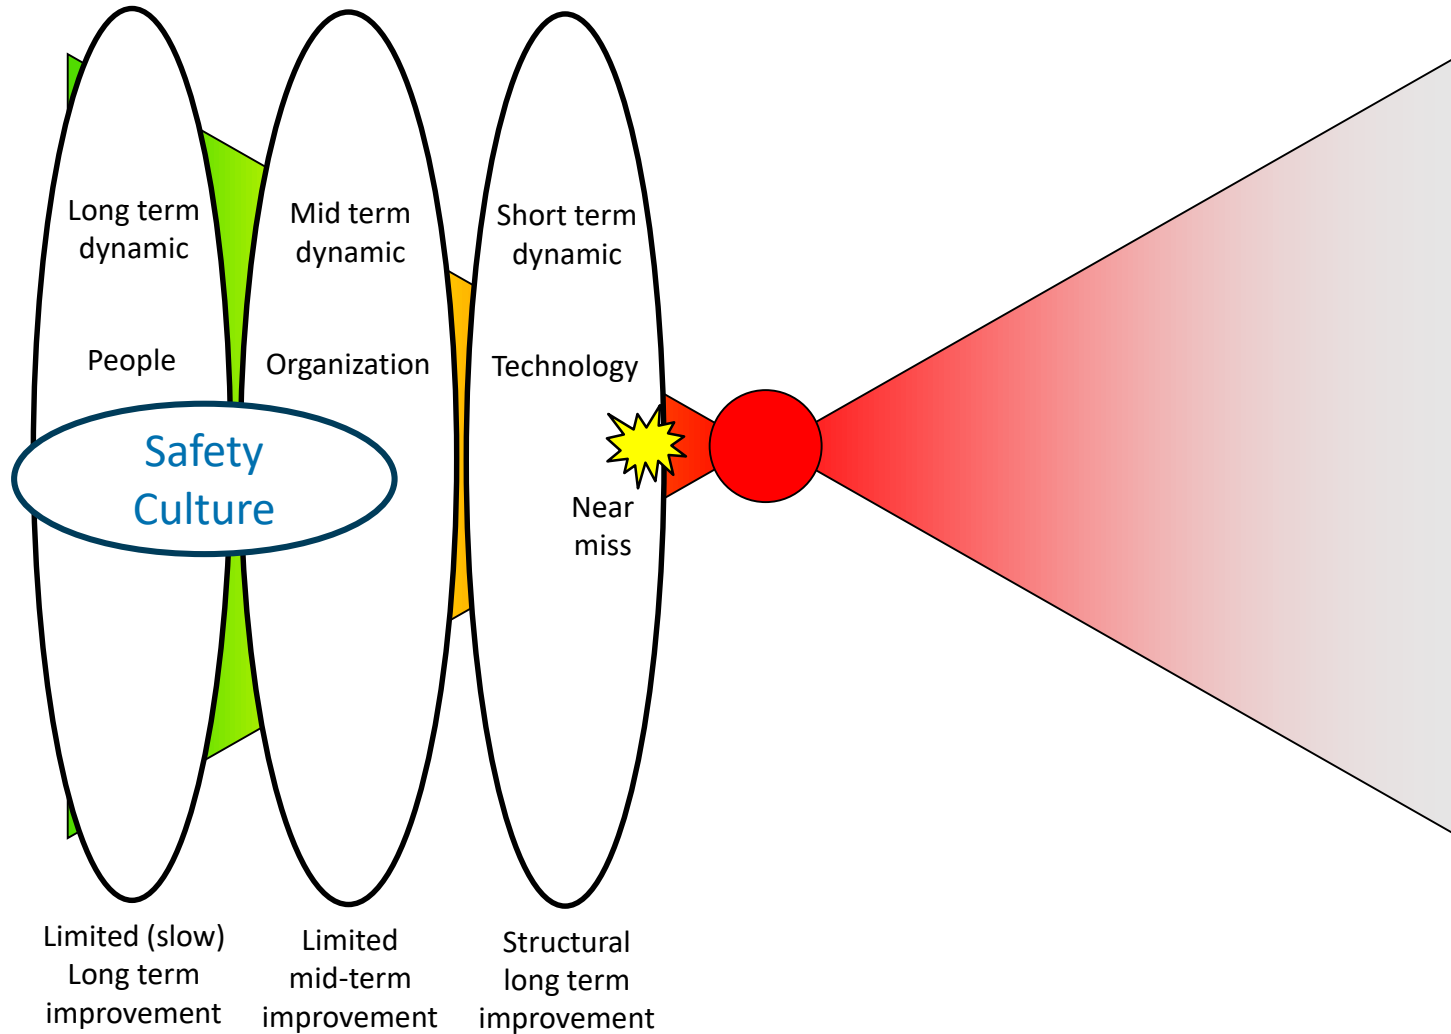 Long term
dynamic
People
Mid term
dynamic
Organization
Short term
dynamic
Technology
Safety
Culture
Near
miss
Limited (slow)
Long term
improvement
Limited
mid-term
improvement
Structural
long term
improvement